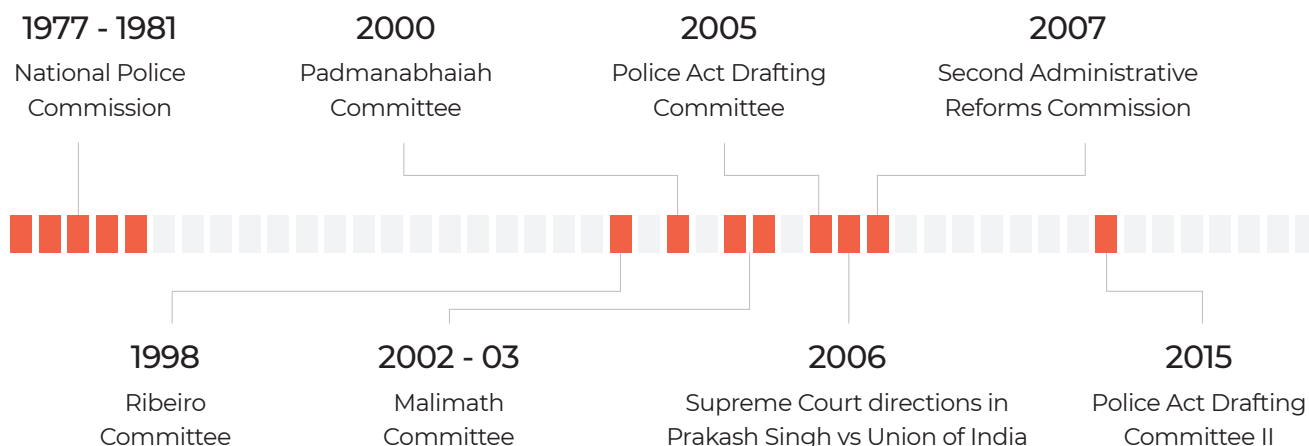 1977 - 1981
National Police
Commission
2000
Padmanabhaiah
Committee
2005
Police Act Drafting
Committee
2007
Second Administrative
Reforms Commission
1998
Ribeiro
Committee
2002 - 03
Malimath
Committee
2006
Supreme Court directions in
Prakash Singh vs Union of India
2015
Police Act Drafting
Committee II